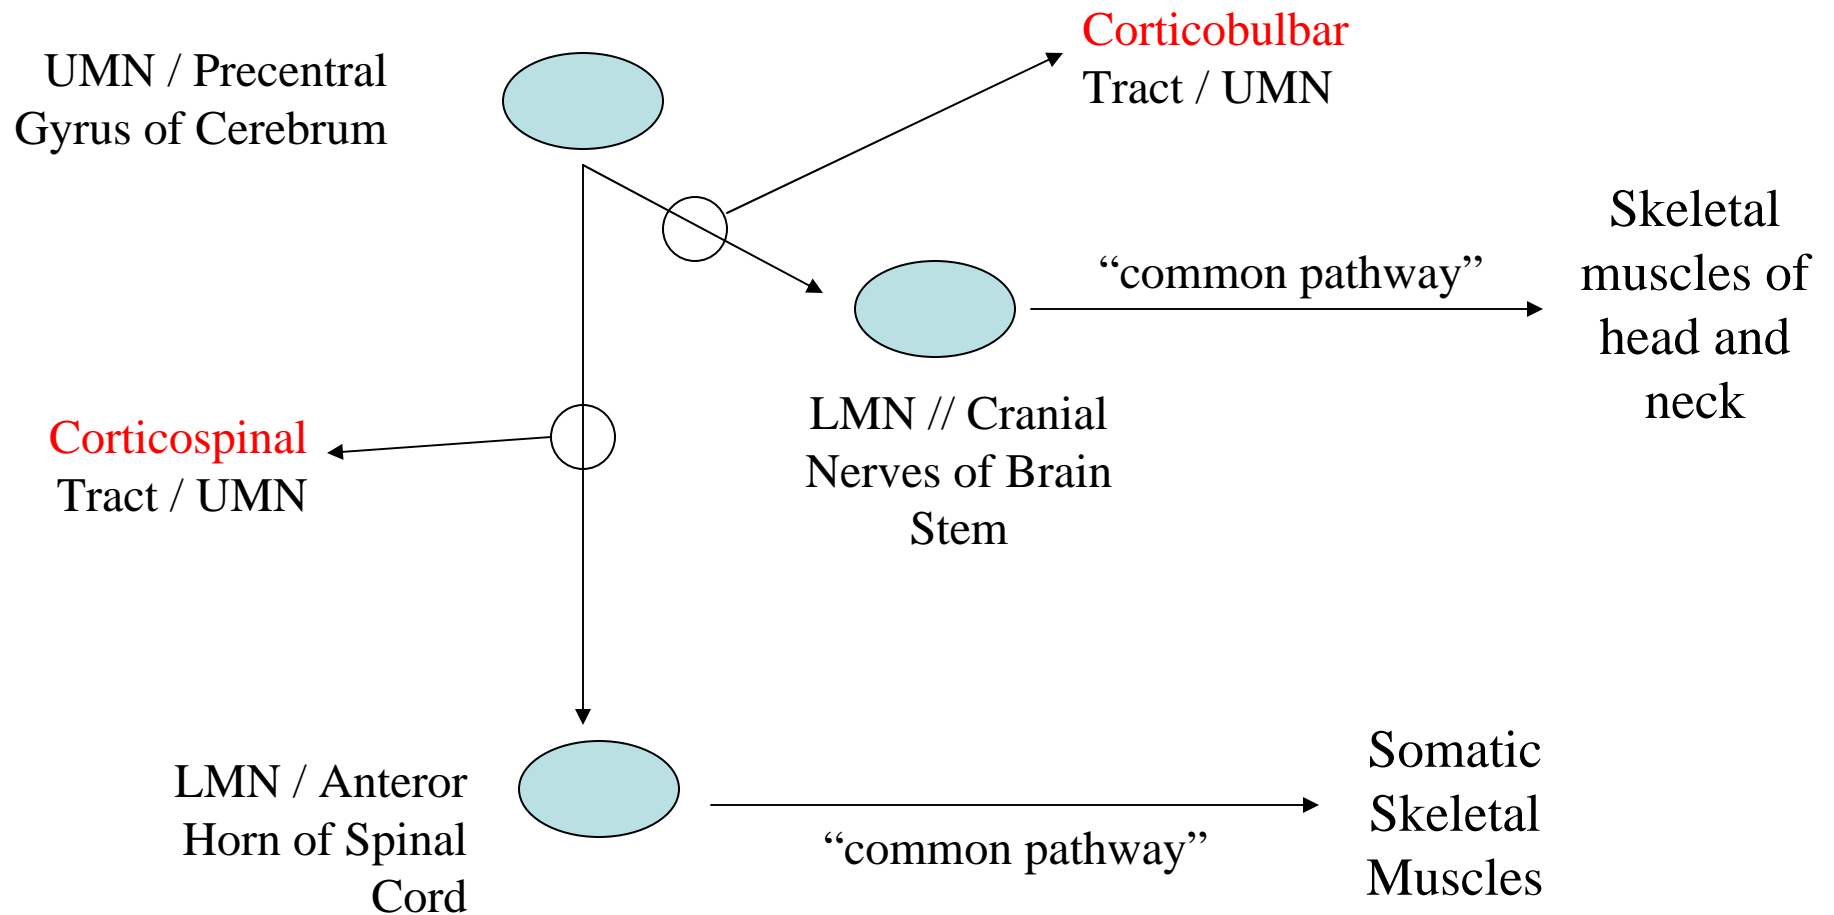 UMN / Precentral
Gyrus of Cerebrum
Corticobulbar
Tract / UMN
Skeletal
muscles of
head and
neck
“common pathway”
LMN // Cranial
Nerves of Brain
Stem
Corticospinal
Tract / UMN
LMN / Anteror
Horn of Spinal
Cord
“common pathway”
Somatic
Skeletal
Muscles